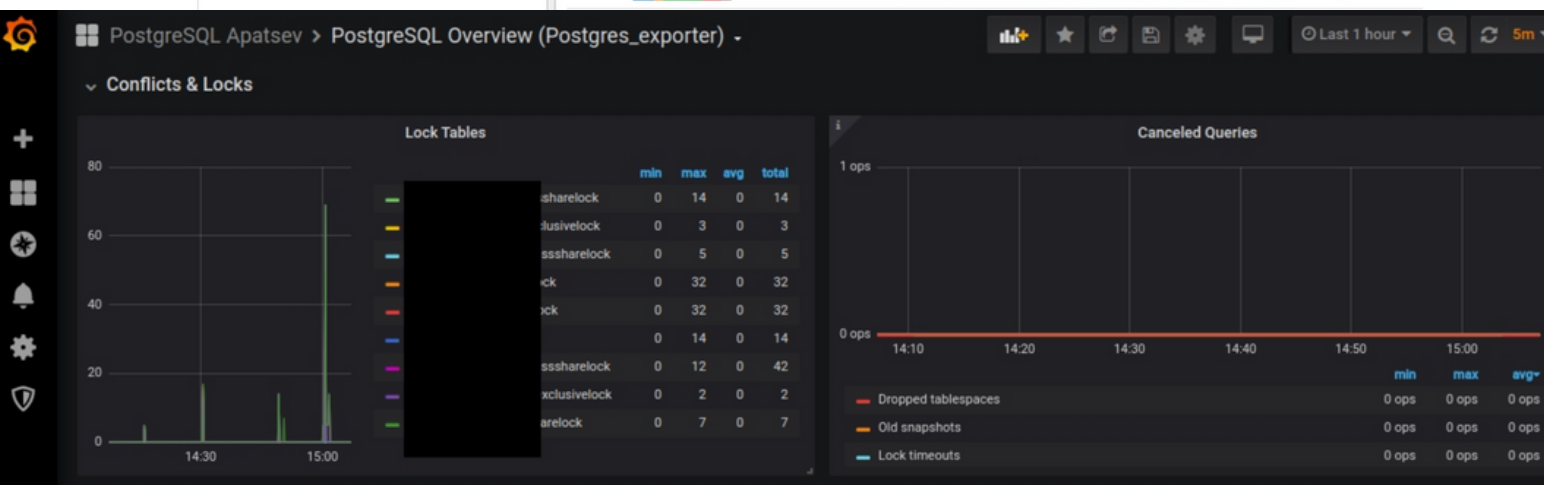 PostgreSQL Apatsev > PostgreSQL Overview (Postgres_exporter)
Last 1 hour
5m
Conflicts & Locks
Lock Tables
80
60
40
20
0
14:30 15:00
min max avg total
ssharelock 0 14 0 14
clusivelock 0 3 0 3
sssharelock 0 5 0 5
ck 0 32 0 32
ock 0 32 0 32
0 14 0 14
sssharelock 0 12 0 42
xclusivelock 0 2 0 2
arelock 0 7 0 7
i
Canceled Queries
1 ops
0 ops
14:10 14:20 14:30 14:40 14:50 15:00
min max avg
Dropped tablespaces 0 ops 0 ops 0 ops
Old snapshots 0 ops 0 ops 0 ops
Lock timeouts 0 ops 0 ops 0 ops